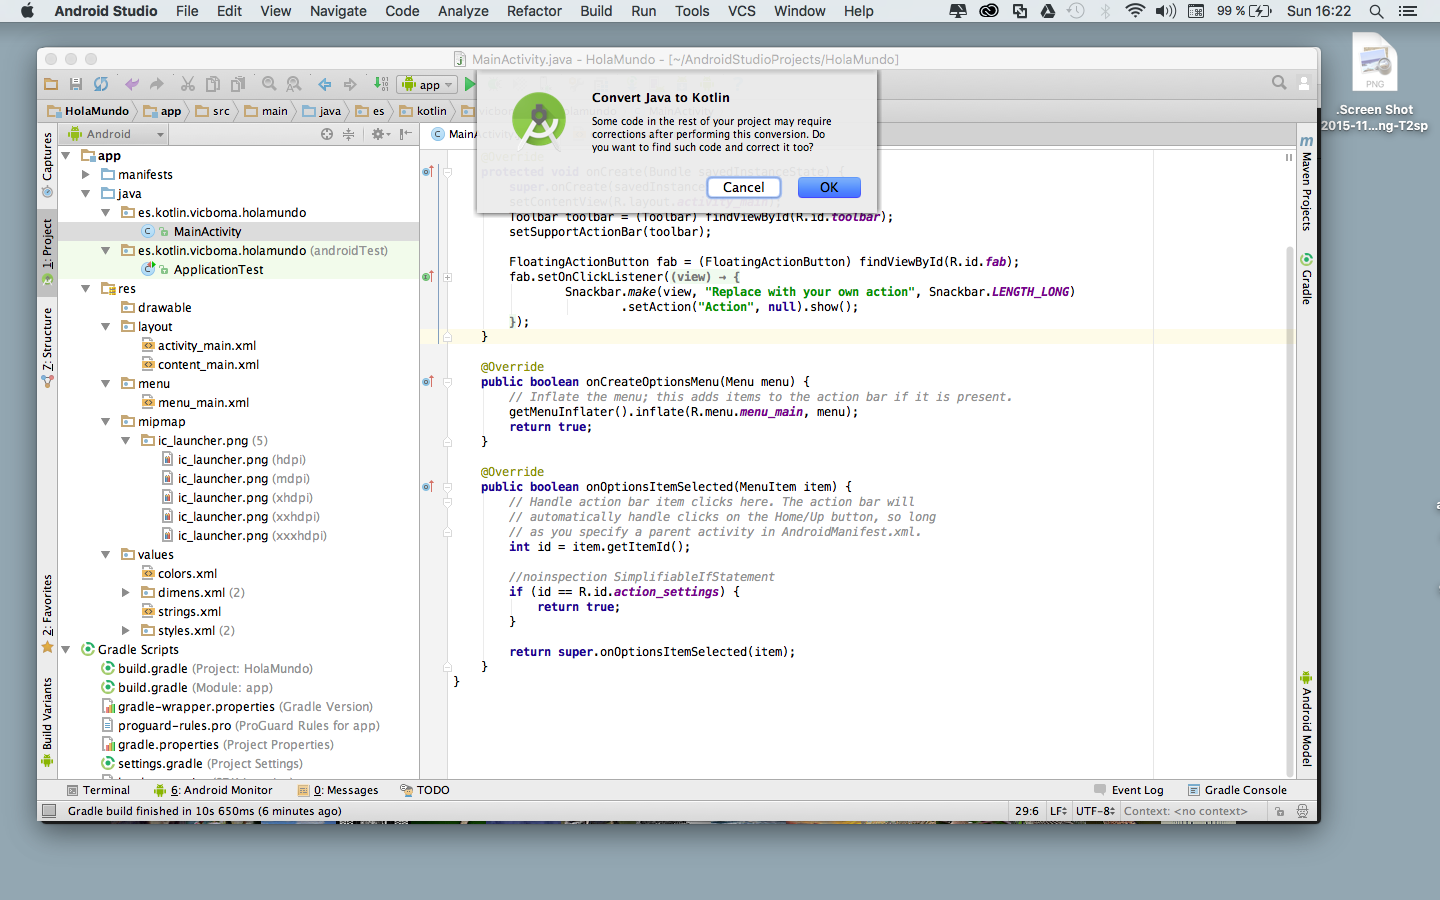 Android Studio File Edit View Navigate Code Analyze Refactor Build Run Tools VCS Window Help 99 % Sun 16:22
MainActivity.java - HolaMundo - [~/AndroidStudioProjects/HolaMundo]
app
HolaMundo app src main java es kotlin
Android
MainActivity
Convert Java to Kotlin
Some code in the rest of your project may require
corrections after performing this conversion. Do
you want to find such code and correct it too?
Cancel OK
PNG
.Screen Shot
2015-11...ng-T2sp
Captures
1: Project
7: Structure
2: Favorites
Build Variants
app
manifests
java
es.kotlin.vicboma.holamundo
MainActivity
es.kotlin.vicboma.holamundo (androidTest)
ApplicationTest
res
drawable
layout
activity_main.xml
content_main.xml
menu
menu_main.xml
mipmap
ic_launcher.png (5)
ic_launcher.png (hdpi)
ic_launcher.png (mdpi)
ic_launcher.png (xhdpi)
ic_launcher.png (xxhdpi)
ic_launcher.png (xxxhdpi)
values
colors.xml
dimens.xml (2)
strings.xml
styles.xml (2)
Gradle Scripts
build.gradle (Project: HolaMundo)
build.gradle (Module: app)
gradle-wrapper.properties (Gradle Version)
proguard-rules.pro (ProGuard Rules for app)
gradle.properties (Project Properties)
settings.gradle (Project Settings)
@Override
protected void onCreate(Bundle savedInstanceState) {
super.onCreate(savedInstanceState);
setContentView(R.layout.activity_main);
Toolbar toolbar = (Toolbar) findViewById(R.id.toolbar);
setSupportActionBar(toolbar);
FloatingActionButton fab = (FloatingActionButton) findViewById(R.id.fab);
fab.setOnClickListener((view) → {
Snackbar.make(view, "Replace with your own action", Snackbar.LENGTH_LONG)
.setAction("Action", null).show();
});
}
@Override
public boolean onCreateOptionsMenu(Menu menu) {
// Inflate the menu; this adds items to the action bar if it is present.
getMenuInflater().inflate(R.menu.menu_main, menu);
return true;
}
@Override
public boolean onOptionsItemSelected(MenuItem item) {
// Handle action bar item clicks here. The action bar will
// automatically handle clicks on the Home/Up button, so long
// as you specify a parent activity in AndroidManifest.xml.
int id = item.getItemId();
//noinspection SimplifiableIfStatement
if (id == R.id.action_settings) {
return true;
}
return super.onOptionsItemSelected(item);
}
}
m
Maven Projects
Gradle
Android Model
Terminal 6: Android Monitor 0: Messages TODO Event Log Gradle Console
Gradle build finished in 10s 650ms (6 minutes ago) 29:6 LF UTF-8 Context: <no context>